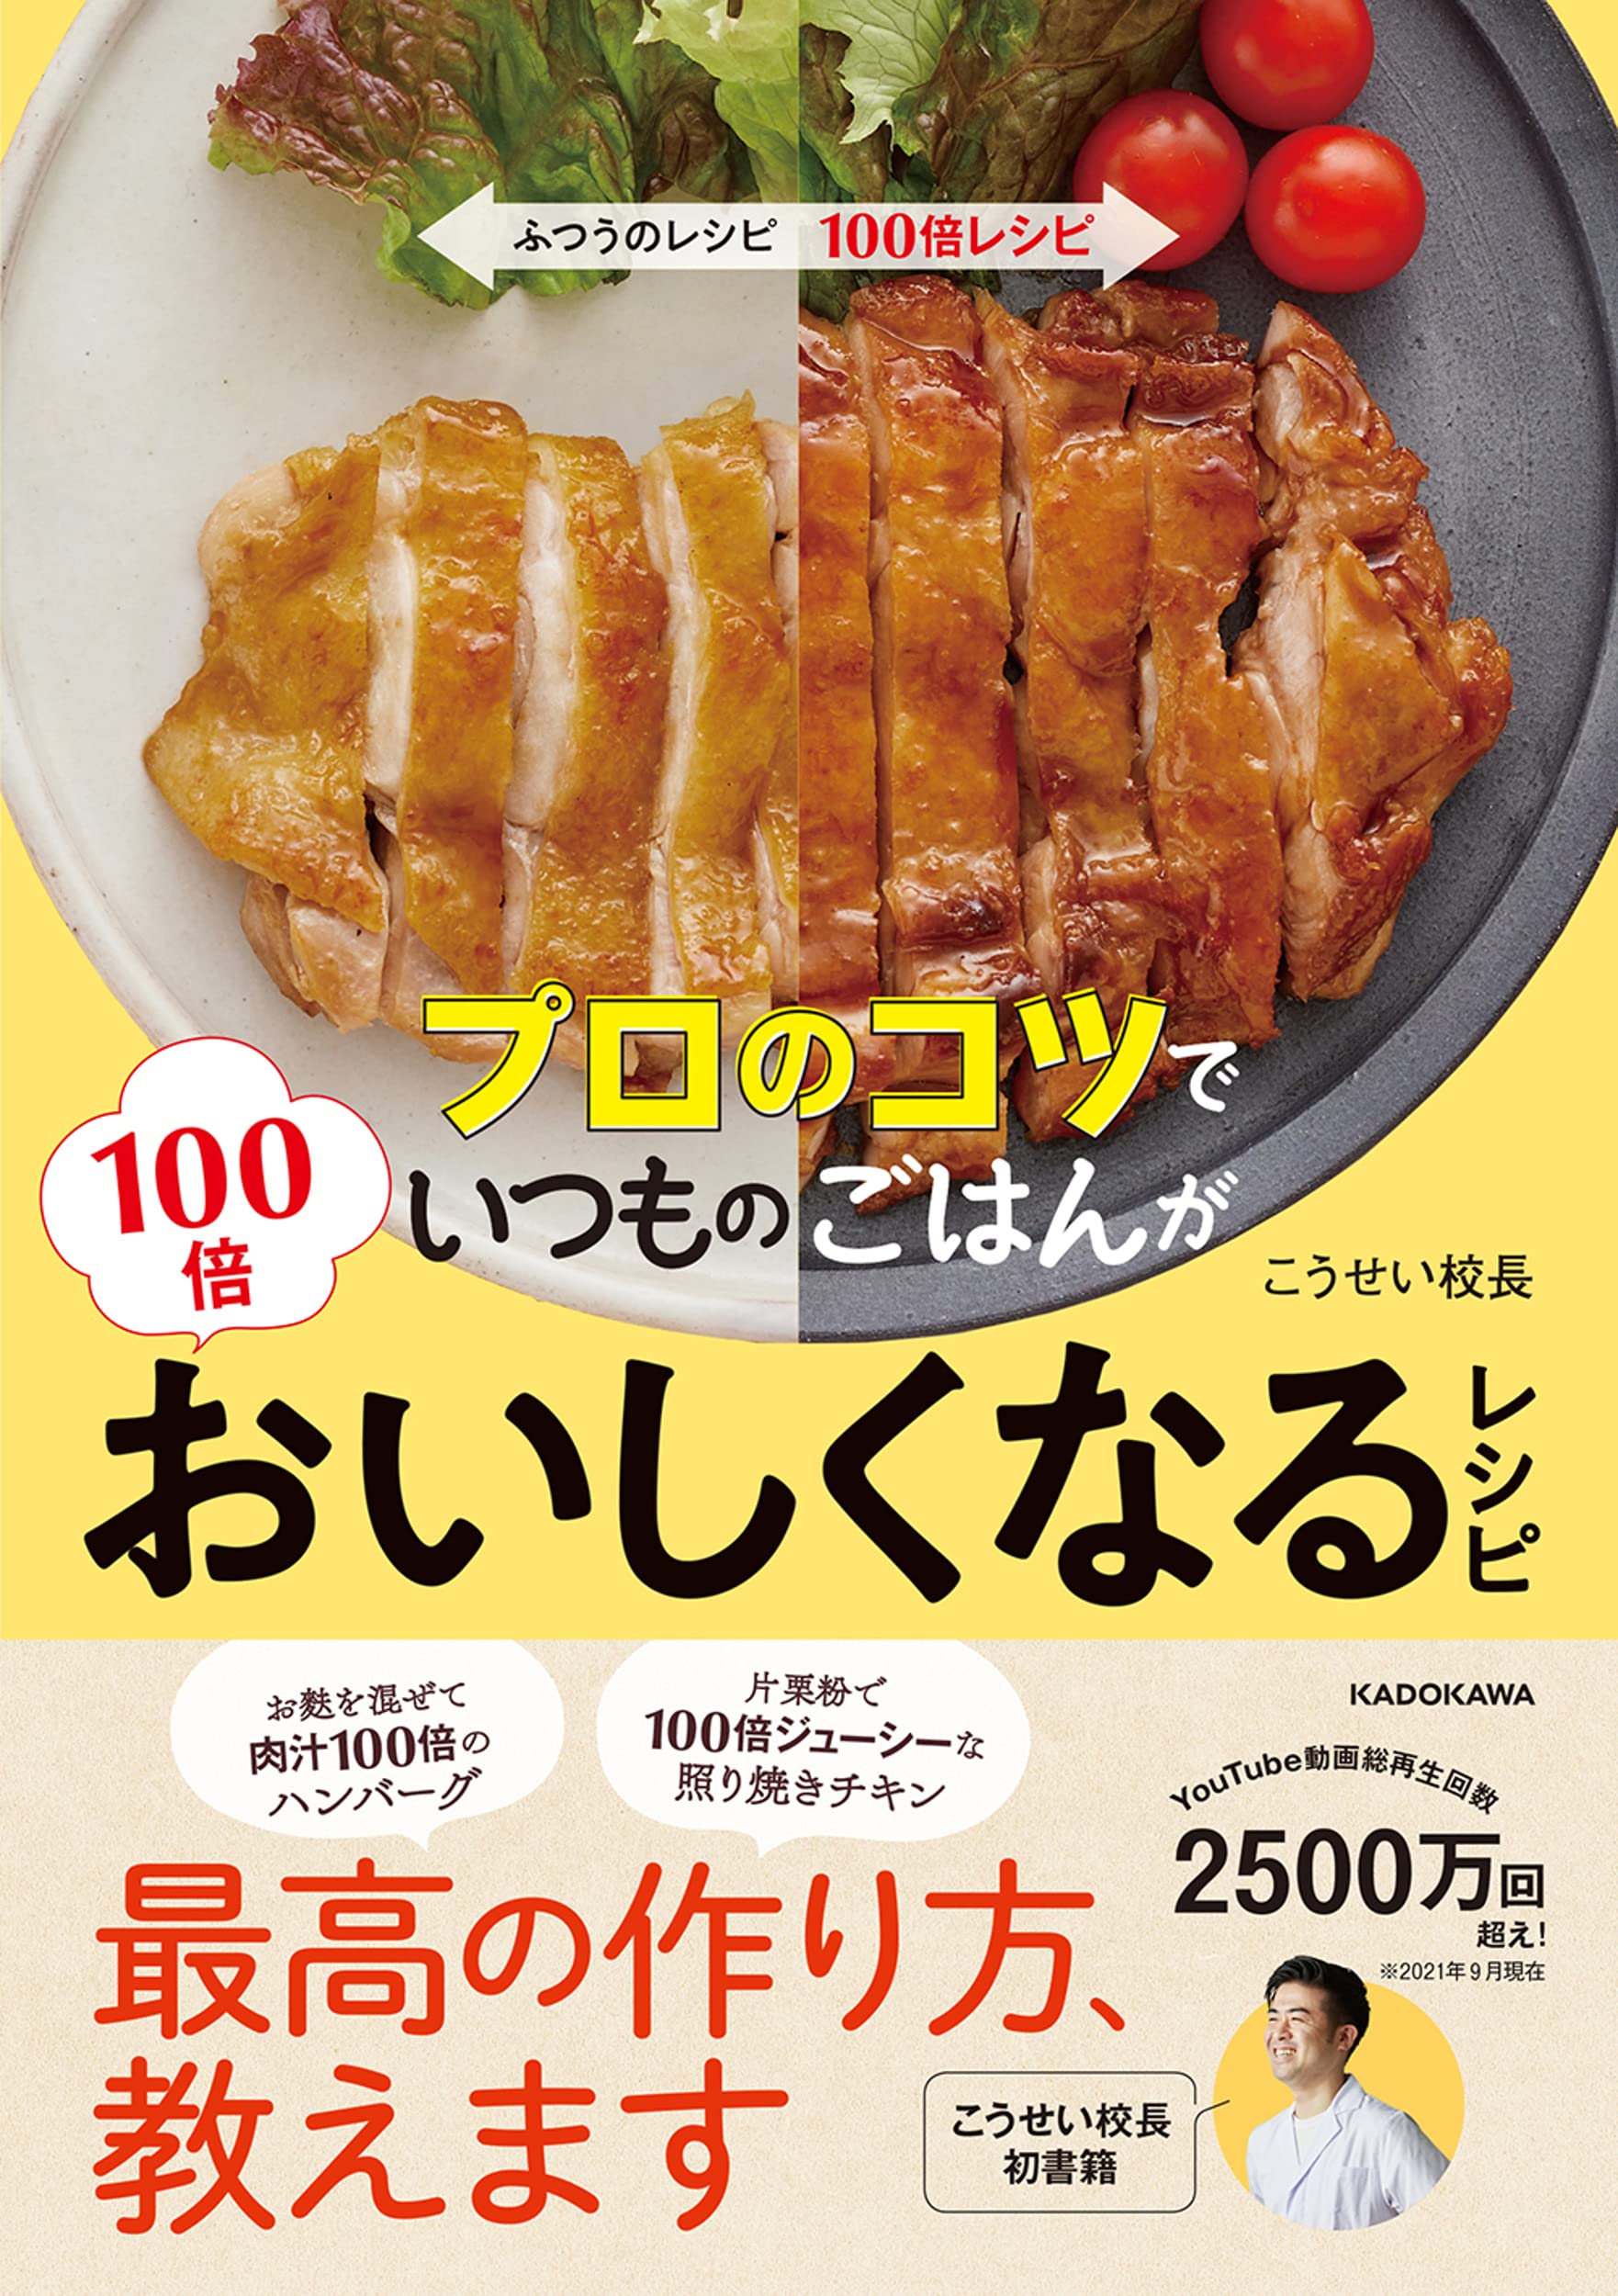 ふつうのレシピ 100倍レシピ
プロのコツで
いつものごはんが
100
倍
こうせい校長
おいしくなる
レシピ
お麩を混ぜて
肉汁100倍の
ハンバーグ
片栗粉で
100倍ジューシーな
照り焼きチキン
KADOKAWA
YouTube動画総再生回数
2500万回
超え!
※2021年9月現在
最高の作り方、
教えます
こうせい校長
初書籍